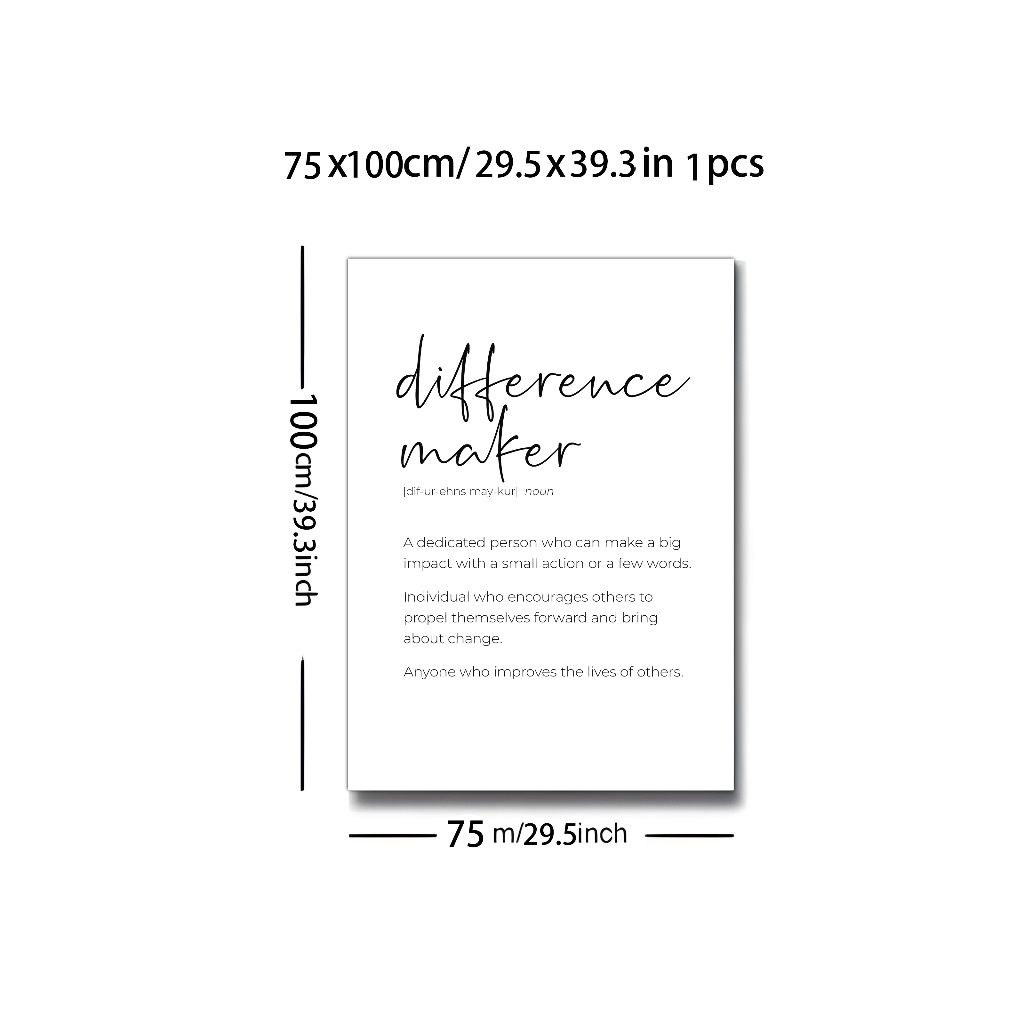 75x100cm/29.5x39.3in 1pcs
100cm/39.3inch
difference
maker
[dif-ur-ehns may-kur] noun
A dedicated person who can make a big
impact with a small action or a few words.
Individual who encourages others to
propel themselves forward and bring
about change.
Anyone who improves the lives of others.
75 m/29.5inch